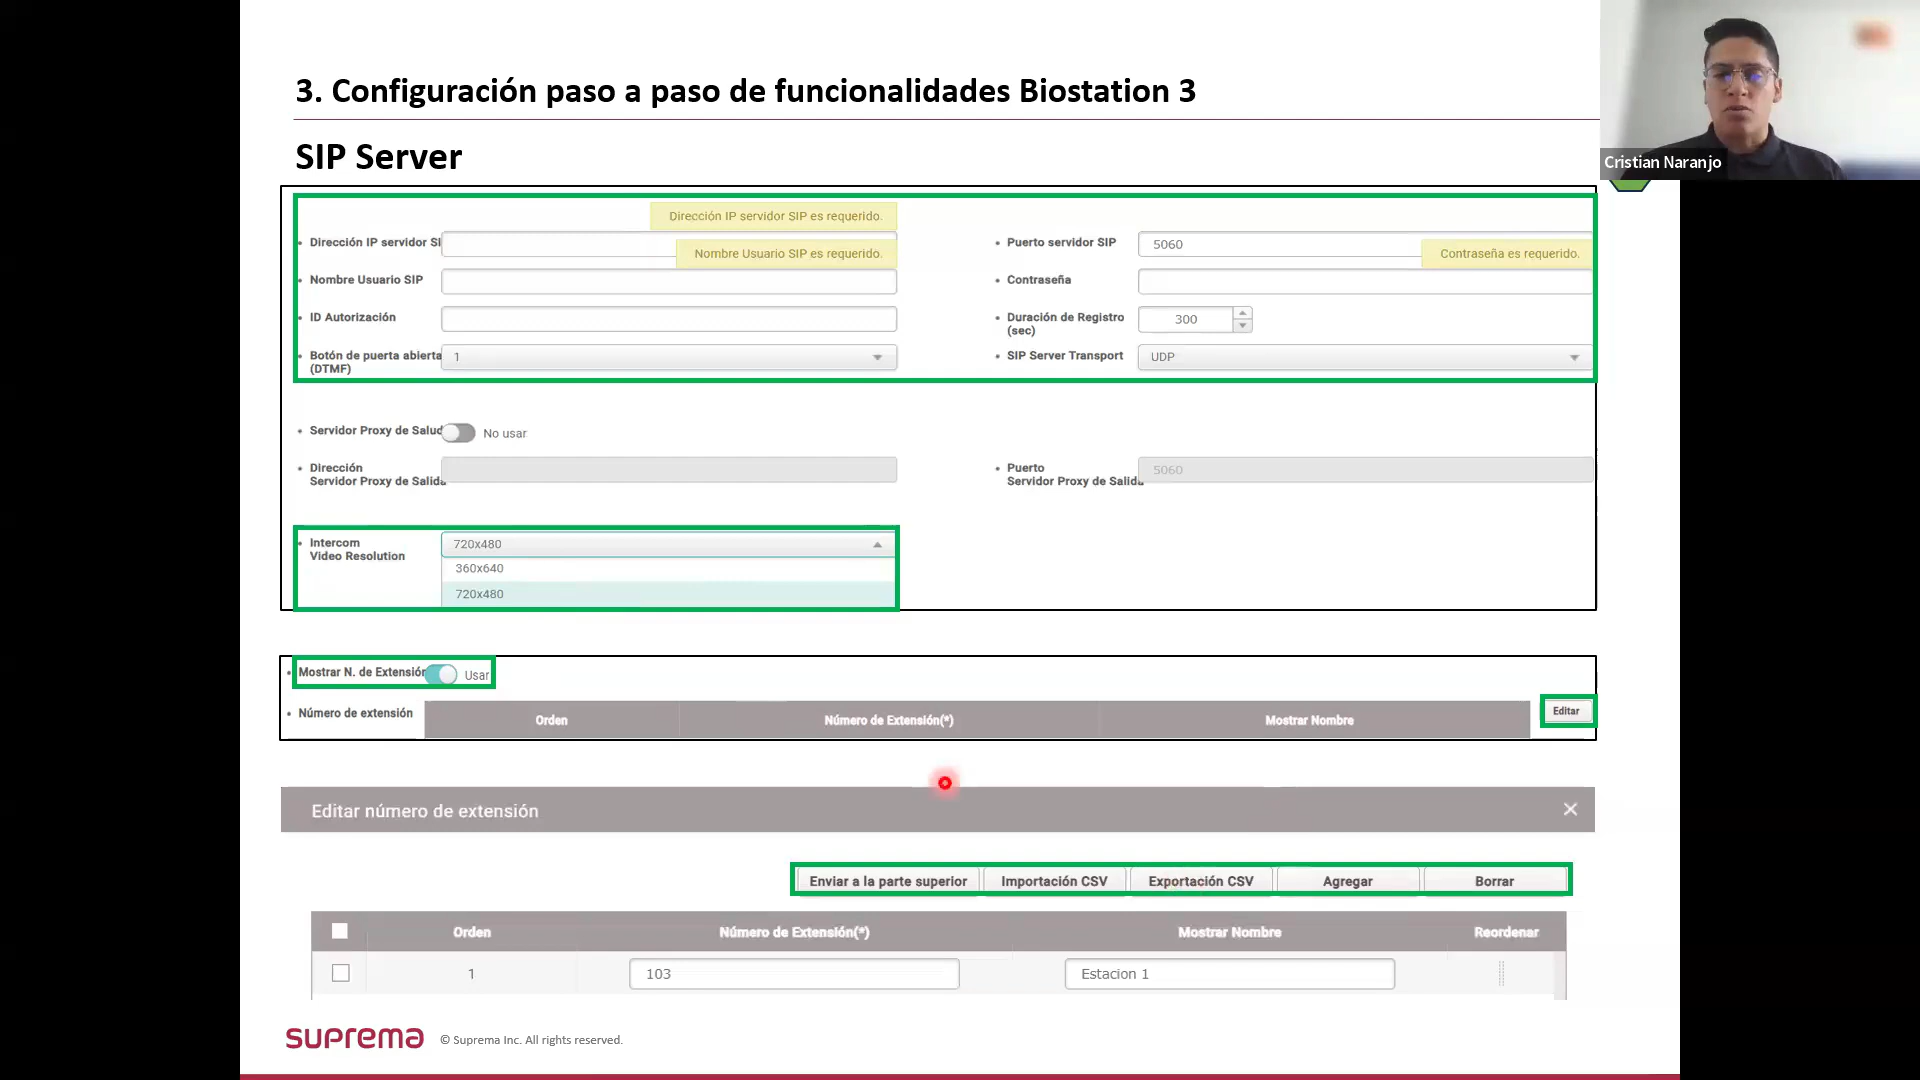 3. Configuración paso a paso de funcionalidades Biostation 3
Cristian Naranjo
SIP Server
Dirección IP servidor SIP es requerido.
Dirección IP servidor SI
Puerto servidor SIP
5060
Nombre Usuario SIP es requerido.
Contraseña es requerido.
Nombre Usuario SIP
Contraseña
ID Autorización
Duración de Registro
(sec)
300
Botón de puerta abierta
(DTMF)
1
SIP Server Transport
UDP
Servidor Proxy de Salud
No usar
Dirección
Servidor Proxy de Salida
Puerto
Servidor Proxy de Salida
5060
Intercom
Video Resolution
720x480
360x640
720x480
Mostrar N. de Extensión
Usar
Número de extensión
Orden
Número de Extensión(*)
Mostrar Nombre
Editar
Editar número de extensión
Enviar a la parte superior
Importación CSV
Exportación CSV
Agregar
Borrar
Orden
Número de Extensión(*)
Mostrar Nombre
Reordenar
1
103
Estacion 1
suprema
© Suprema Inc. All rights reserved.